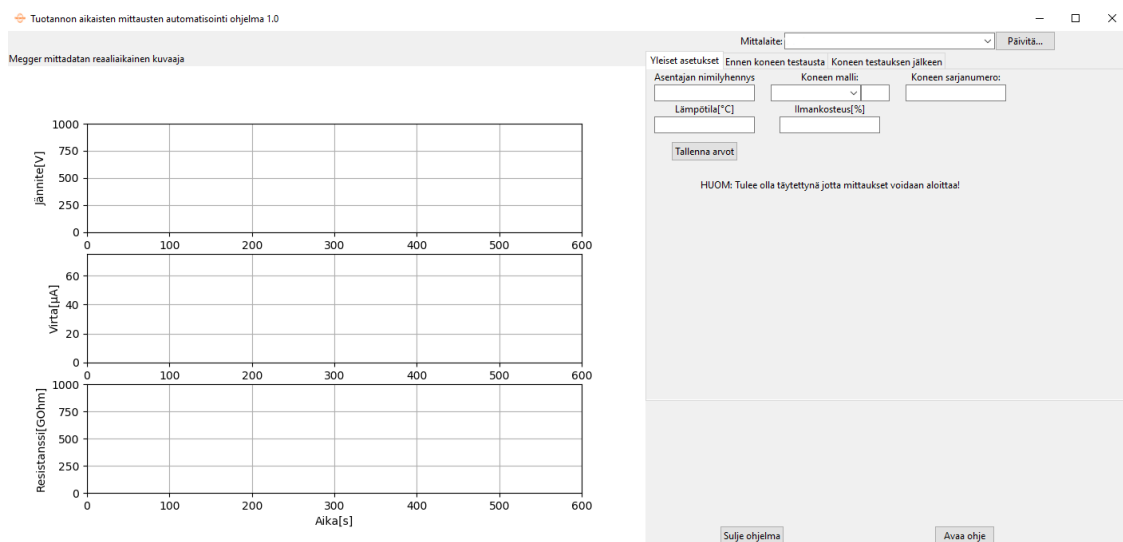 Tuotannon aikaisten mittausten automatisointi ohjelma 1.0
Mittalaite:
Päivitä...
Megger mittadatan reaaliaikainen kuvaaja
Yleiset asetukset Ennen koneen testausta Koneen testauksen jälkeen
Asentajan nimilyhennys Koneen malli: Koneen sarjanumero:
Lämpötila[°C] Ilmankosteus[%]
Tallenna arvot
HUOM: Tulee olla täytettynä jotta mittaukset voidaan aloittaa!
Jännite[V]
1000
750
500
250
0
0 100 200 300 400 500 600
Virta[µA]
60
40
20
0
0 100 200 300 400 500 600
Resistanssi[GOhm]
1000
750
500
250
0
0 100 200 300 400 500 600
Aika[s]
Sulje ohjelma Avaa ohje